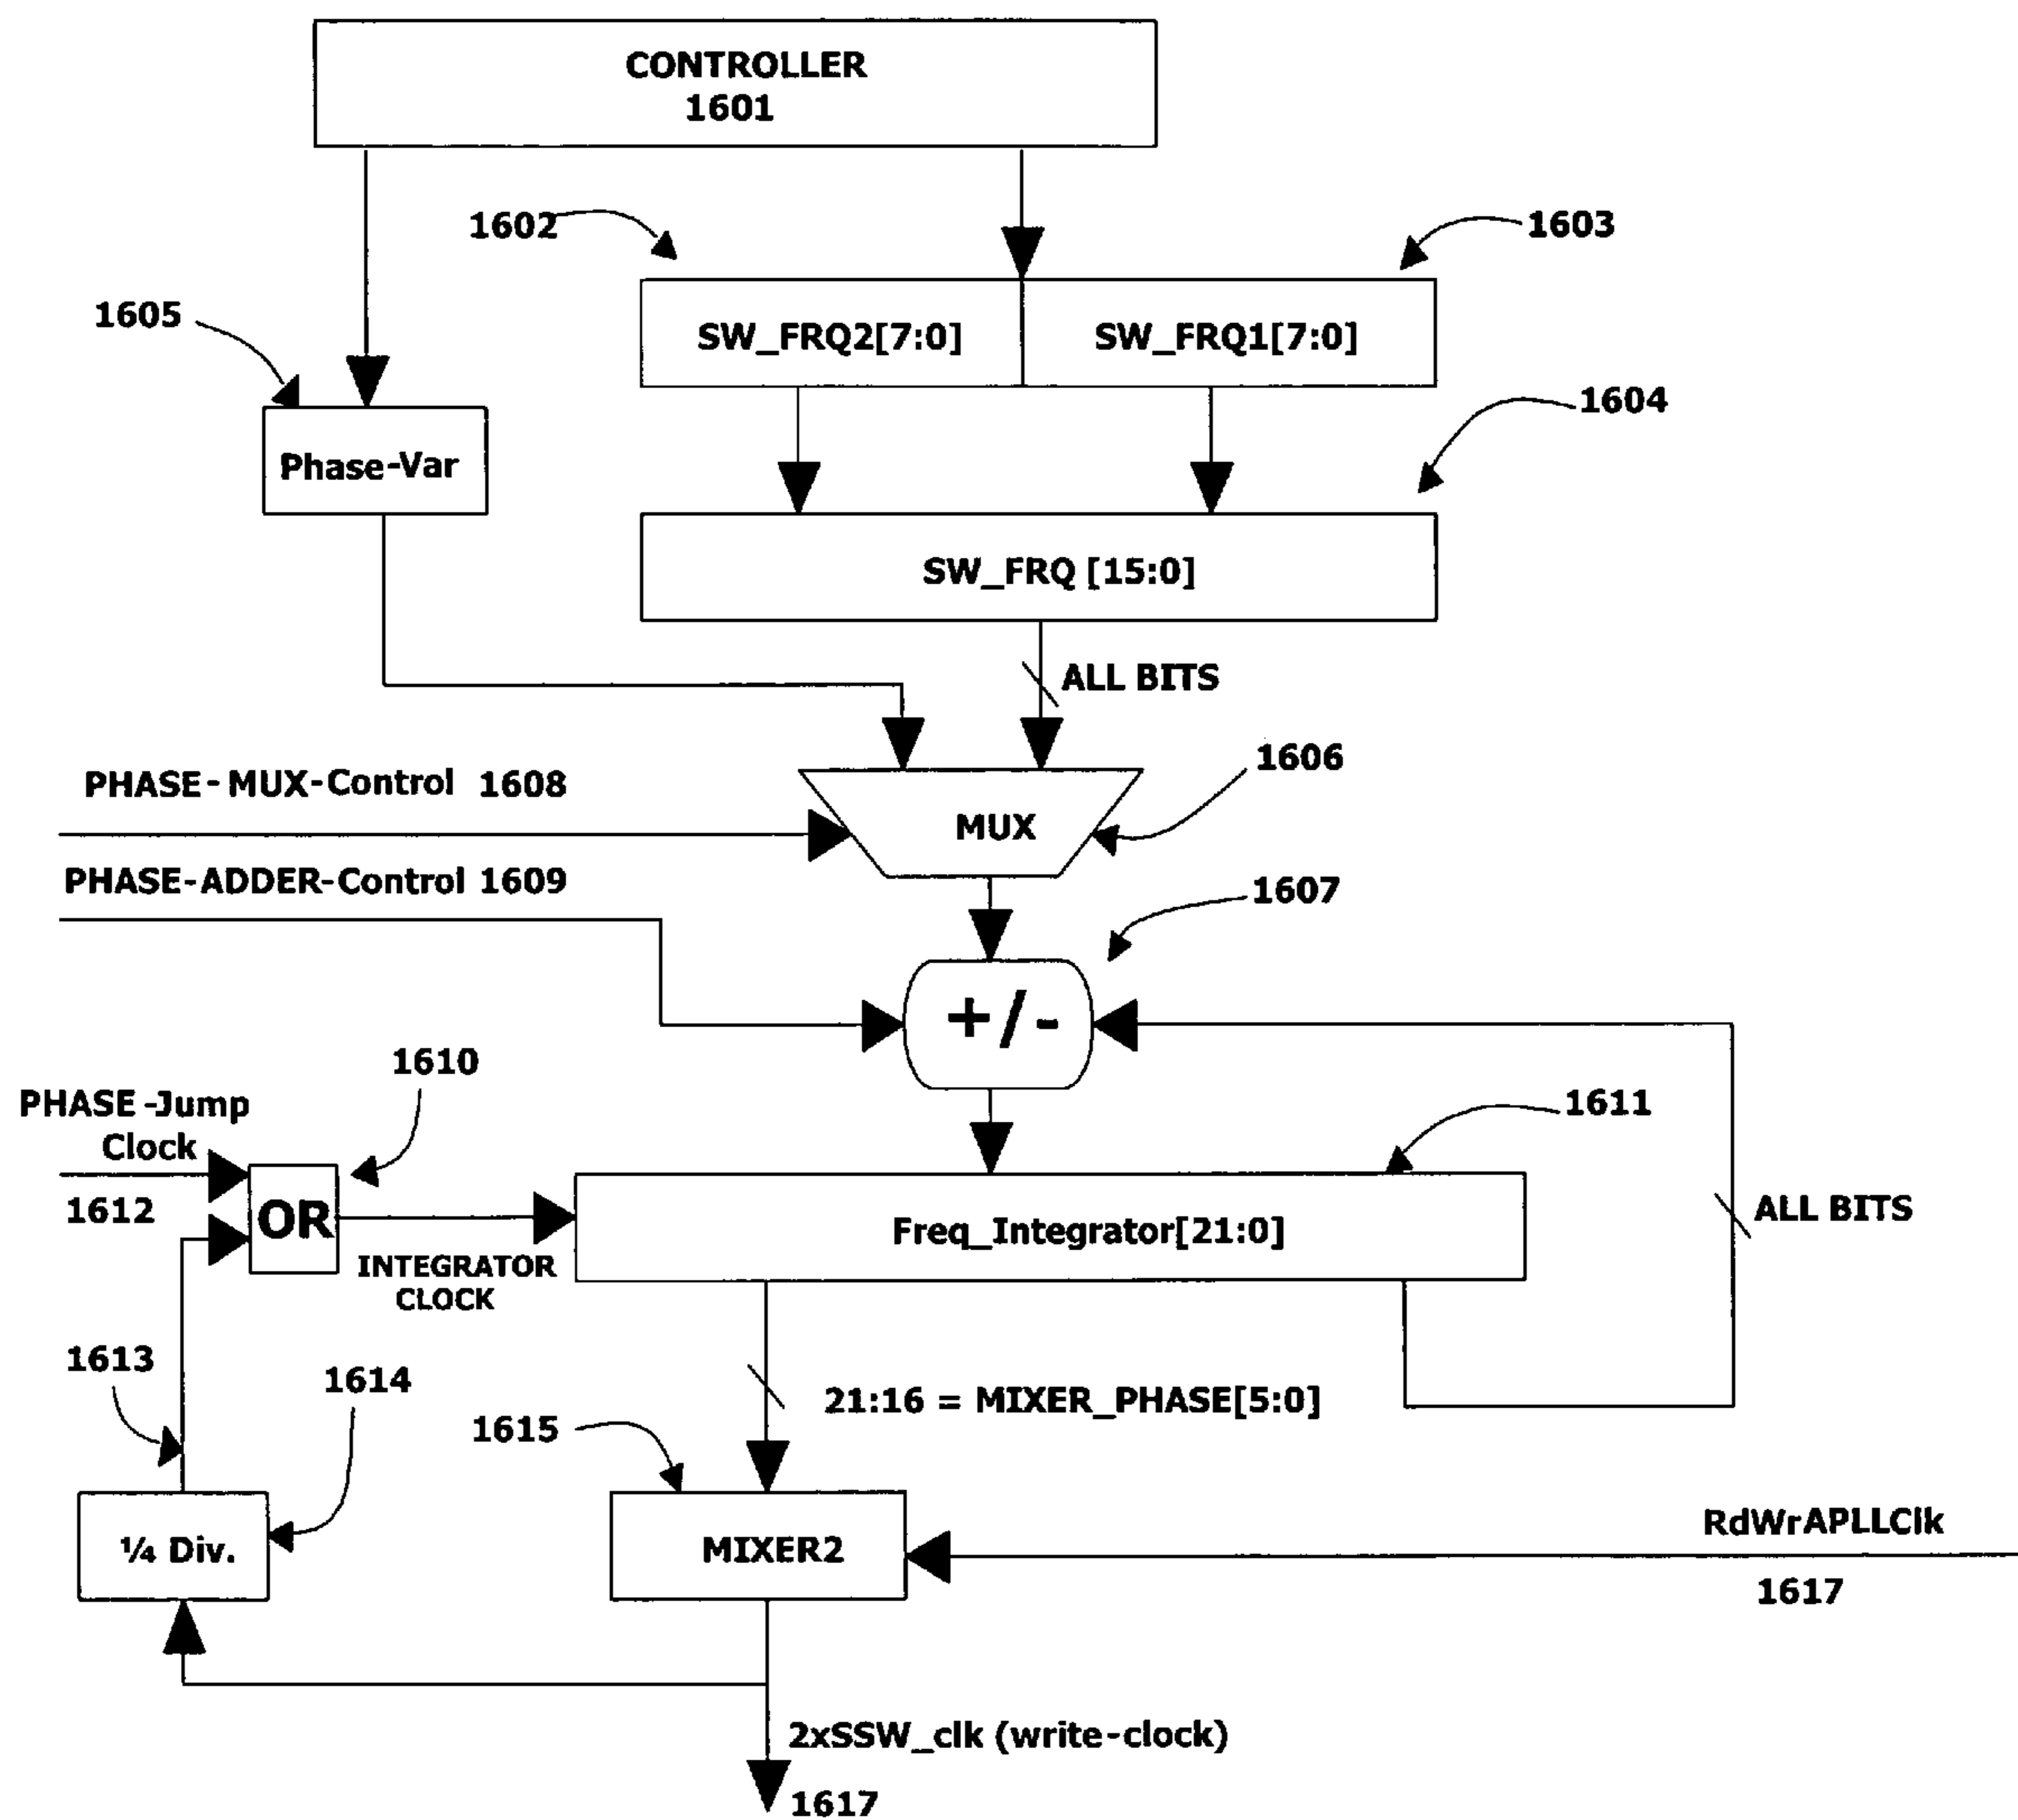 CONTROLLER
1601
1602
1603
SW_FRQ2[7:0]
SW_FRQ1[7:0]
1605
1604
Phase-Var
SW_FRQ [15:0]
ALL BITS
PHASE-MUX-Control 1608
1606
MUX
PHASE-ADDER-Control 1609
1607
+/-
1610
PHASE-Jump
Clock
1611
1612
OR
INTEGRATOR
CLOCK
Freq_Integrator[21:0]
ALL BITS
1613
1614
21:16 = MIXER_PHASE[5:0]
1615
¼ Div.
MIXER2
RdWrAPLLClk
1617
2xSSW_clk (write-clock)
1617